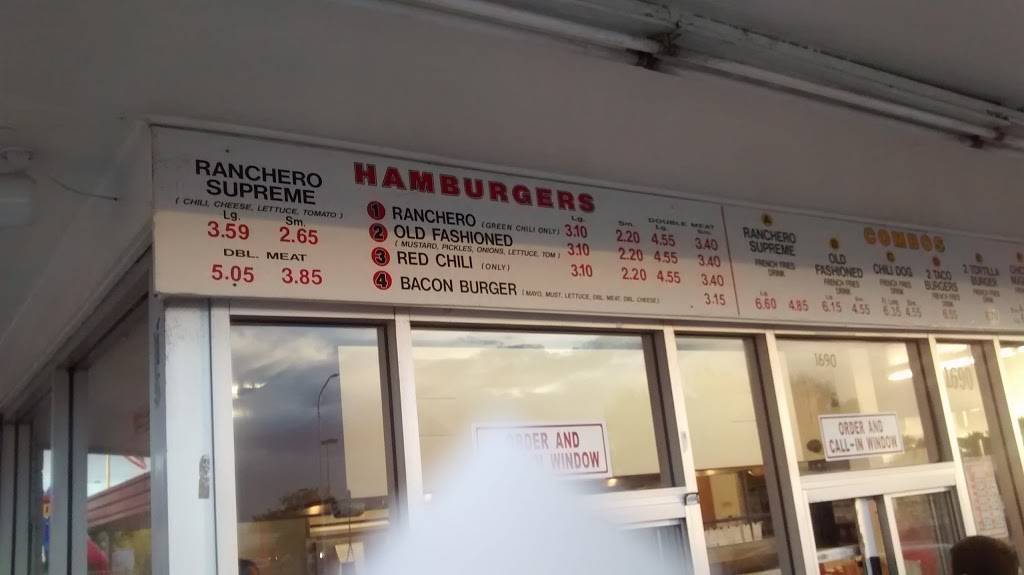 RANCHERO
SUPREME
( CHILI, CHEESE, LETTUCE, TOMATO )
Lg. Sm.
3.59 2.65
DBL. MEAT
5.05 3.85
HAMBURGERS
Lg. Sm. DOUBLE MEAT
Lg. Sm.
1 RANCHERO (GREEN CHILI ONLY) 3.10 2.20 4.55 3.40
2 OLD FASHIONED 3.10 2.20 4.55 3.40
( MUSTARD, PICKLES, ONIONS, LETTUCE, TOM )
3 RED CHILI (ONLY) 3.10 2.20 4.55 3.40
4 BACON BURGER (MAYO, MUST. LETTUCE, DBL. MEAT, DBL. CHEESE) 3.15
COMBOS
RANCHERO
SUPREME
FRENCH FRIES
DRINK
6.60 4.85
OLD
FASHIONED
FRENCH FRIES
DRINK
6.15 4.55
CHILI DOG
FRENCH FRIES
DRINK
6.35 4.55
2 TACO
BURGERS
FRENCH FRIES
DRINK
2 TORTILLA
BURGER
1690
1690
ORDER AND
WINDOW
ORDER AND
CALL-IN WINDOW